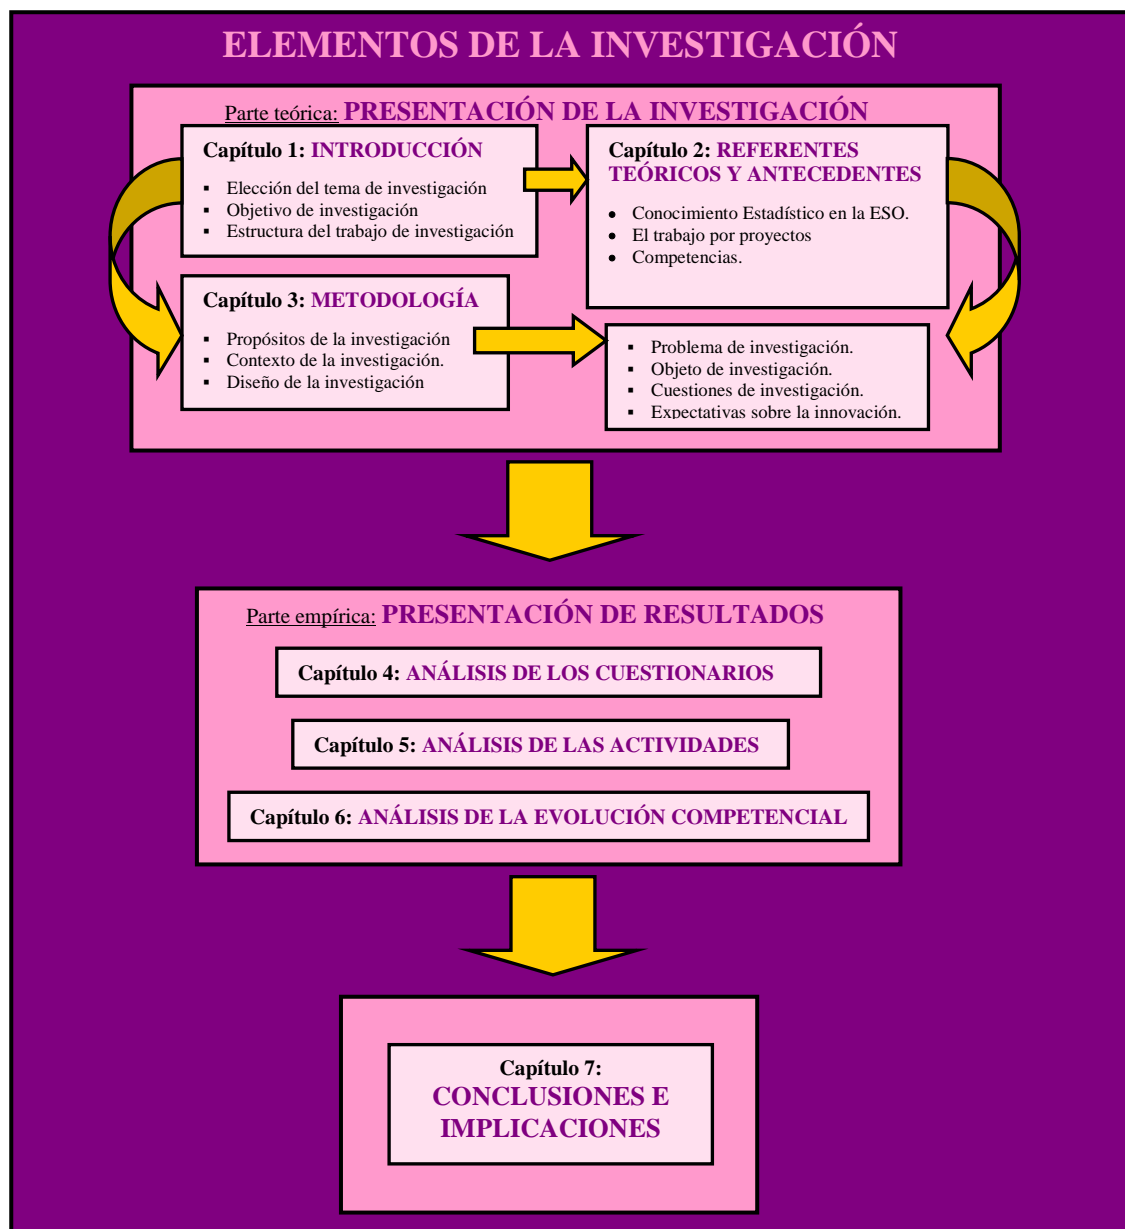 ELEMENTOS DE LA INVESTIGACIÓN
Parte teórica: PRESENTACIÓN DE LA INVESTIGACIÓN
Capítulo 1: INTRODUCCIÓN
▪ Elección del tema de investigación
▪ Objetivo de investigación
▪ Estructura del trabajo de investigación
Capítulo 2: REFERENTES
TEÓRICOS Y ANTECEDENTES
• Conocimiento Estadístico en la ESO.
• El trabajo por proyectos
• Competencias.
Capítulo 3: METODOLOGÍA
▪ Propósitos de la investigación
▪ Contexto de la investigación.
▪ Diseño de la investigación
▪ Problema de investigación.
▪ Objeto de investigación.
▪ Cuestiones de investigación.
▪ Expectativas sobre la innovación.
Parte empírica: PRESENTACIÓN DE RESULTADOS
Capítulo 4: ANÁLISIS DE LOS CUESTIONARIOS
Capítulo 5: ANÁLISIS DE LAS ACTIVIDADES
Capítulo 6: ANÁLISIS DE LA EVOLUCIÓN COMPETENCIAL
Capítulo 7:
CONCLUSIONES E
IMPLICACIONES